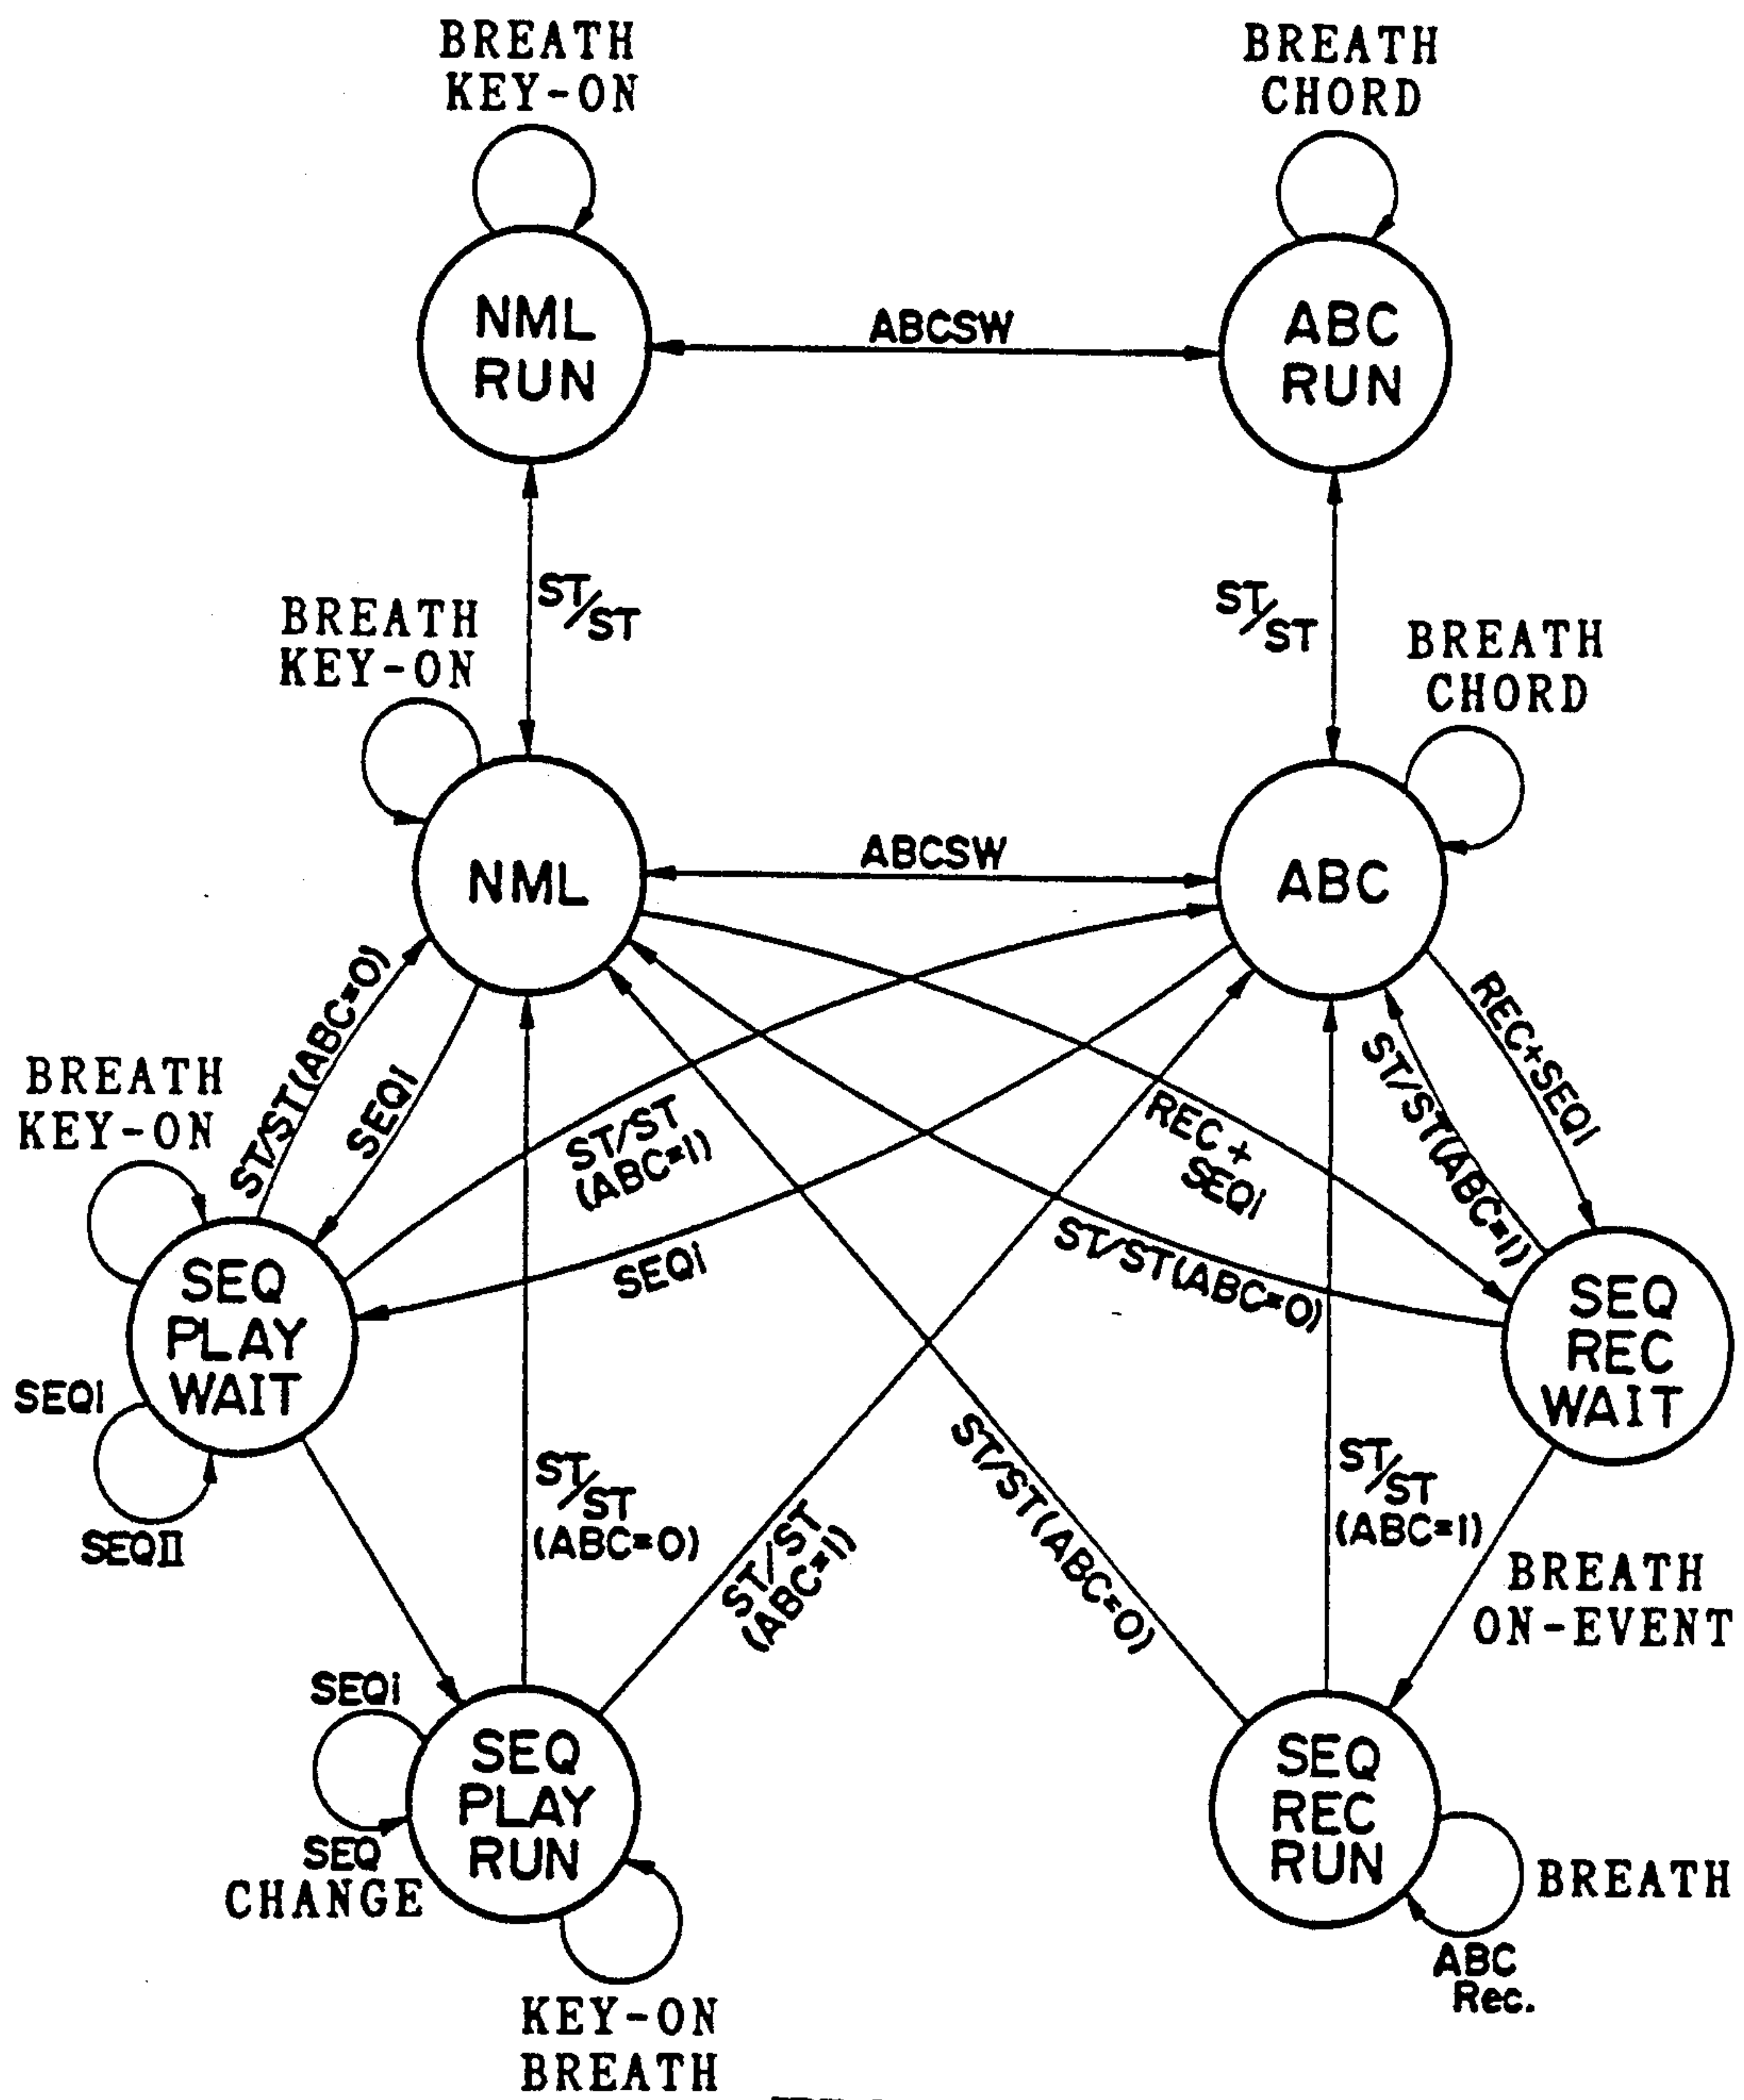 BREATH
KEY-ON
BREATH
CHORD
NML
RUN
ABCSW
ABC
RUN
ST/ST
ST/ST
BREATH
KEY-ON
BREATH
CHORD
NML
ABCSW
ABC
ST/ST(ABC=0)
SEQi
ST/ST
(ABC=1)
SEQi
REC+
SEQi
ST/ST(ABC=0)
ST/ST(ABC=1)
REC+SEQi
BREATH
KEY-ON
SEQ
PLAY
WAIT
SEQi
SEQII
SEQ
REC
WAIT
ST/ST
(ABC=0)
ST/ST
(ABC=1)
ST/ST(ABC=0)
ST/ST
(ABC=1)
BREATH
ON-EVENT
SEQi
SEQ
PLAY
RUN
SEQ
CHANGE
KEY-ON
BREATH
SEQ
REC
RUN
BREATH
ABC
Rec.